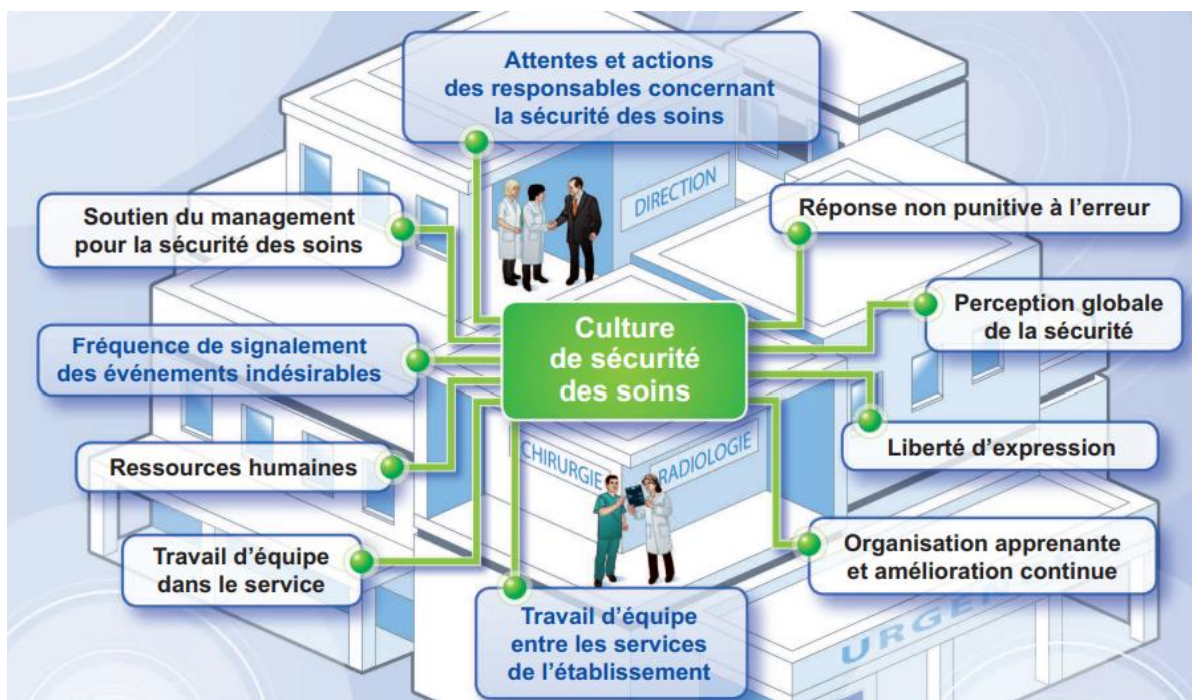 Attentes et actions
des responsables concernant
la sécurité des soins
DIRECTION
Soutien du management
pour la sécurité des soins
Réponse non punitive à l’erreur
Perception globale
de la sécurité
Culture
de sécurité
des soins
Fréquence de signalement
des événements indésirables
Liberté d’expression
CHIRURGIE
RADIOLOGIE
Ressources humaines
Organisation apprenante
et amélioration continue
Travail d’équipe
dans le service
Travail d’équipe
entre les services
de l’établissement